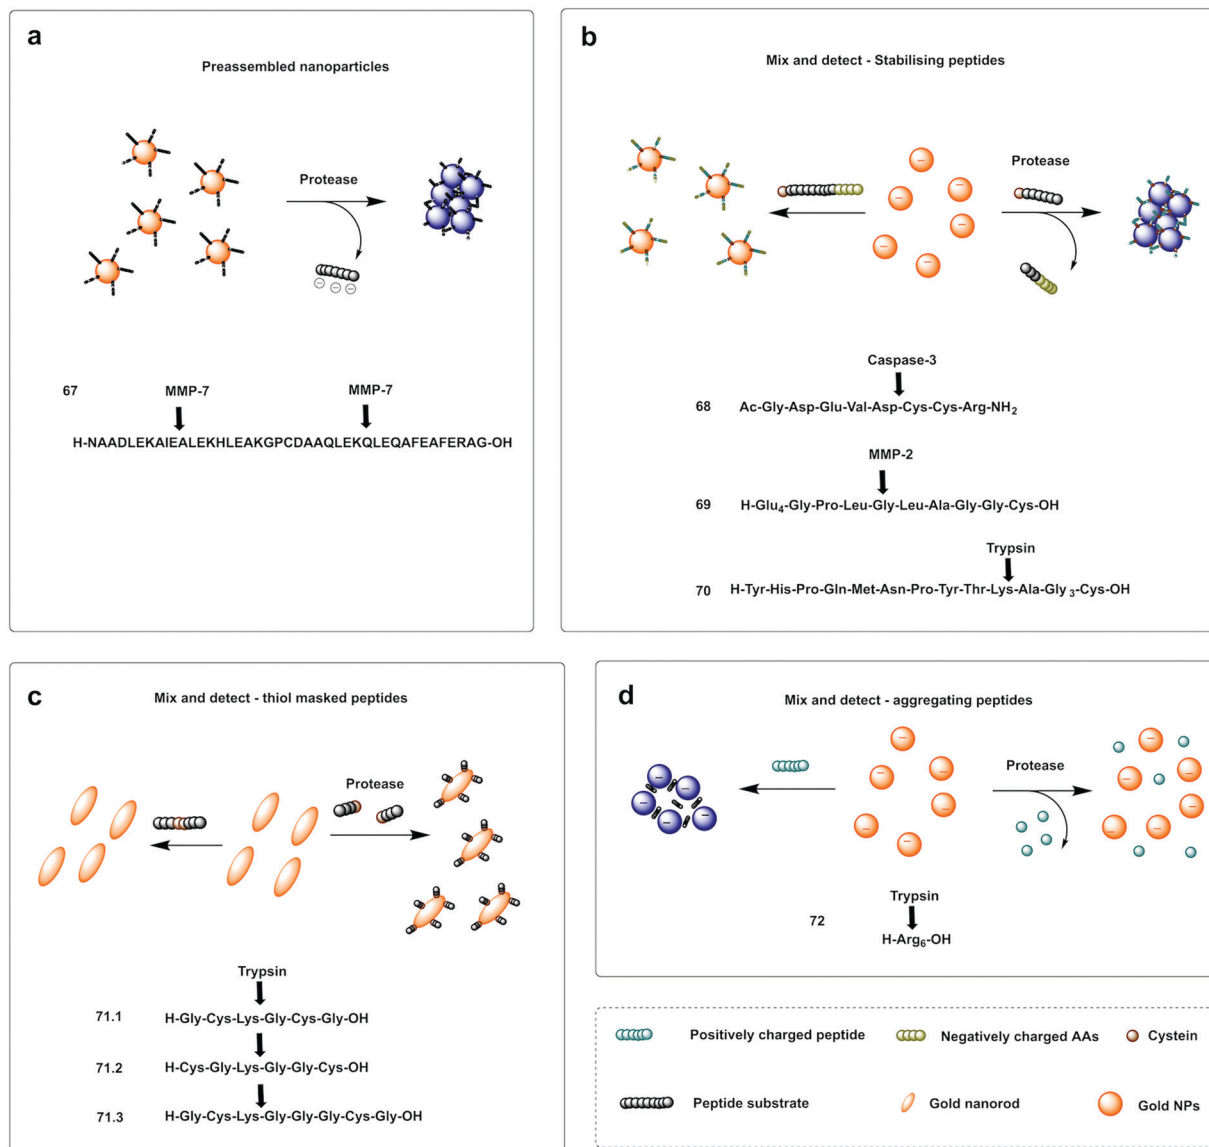 a
Preassembled nanoparticles
Protease
67 MMP-7 MMP-7
H-NAADLEKAIEALEKHLEAKGPCDAAQLEKQLEQAFEAFERAG-OH
b
Mix and detect - Stabilising peptides
Protease
Caspase-3
68 Ac-Gly-Asp-Glu-Val-Asp-Cys-Cys-Arg-NH2
MMP-2
69 H-Glu4-Gly-Pro-Leu-Gly-Leu-Ala-Gly-Gly-Cys-OH
Trypsin
70 H-Tyr-His-Pro-Gln-Met-Asn-Pro-Tyr-Thr-Lys-Ala-Gly3-Cys-OH
c
Mix and detect - thiol masked peptides
Protease
Trypsin
71.1 H-Gly-Cys-Lys-Gly-Cys-Gly-OH
71.2 H-Cys-Gly-Lys-Gly-Gly-Cys-OH
71.3 H-Gly-Cys-Lys-Gly-Gly-Gly-Cys-Gly-OH
d
Mix and detect - aggregating peptides
Protease
Trypsin
72
H-Arg6-OH
Positively charged peptide Negatively charged AAs Cystein
Peptide substrate Gold nanorod Gold NPs